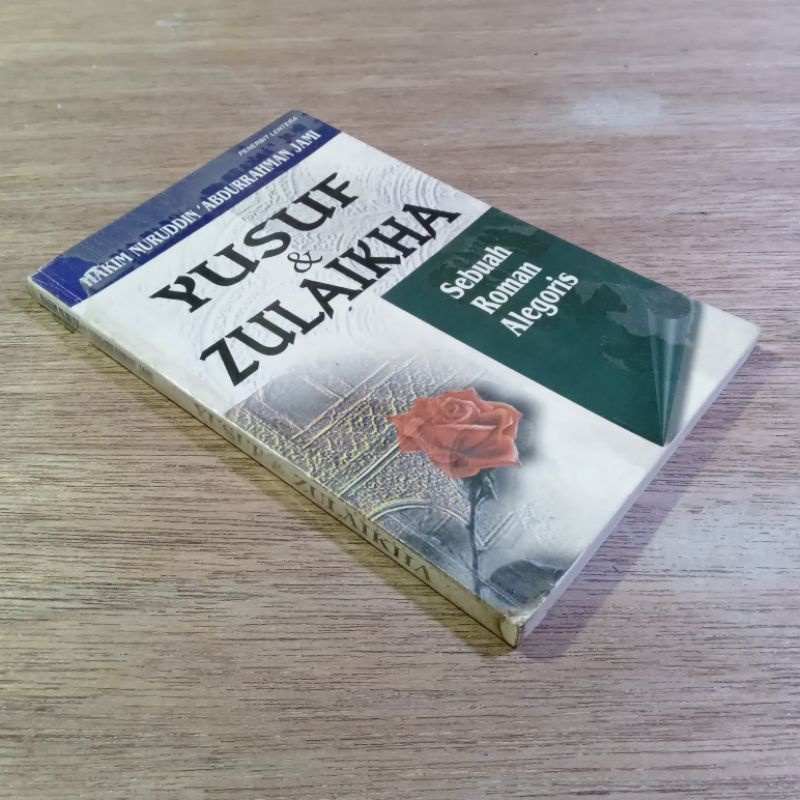 PENERBIT LENTERA
HAKIM NURUDDIN 'ABDURRAHMAN JAMI
YUSUF
&
ZULAIKHA
Sebuah
Roman
Alegoris
YUSUF & ZULAIKHA